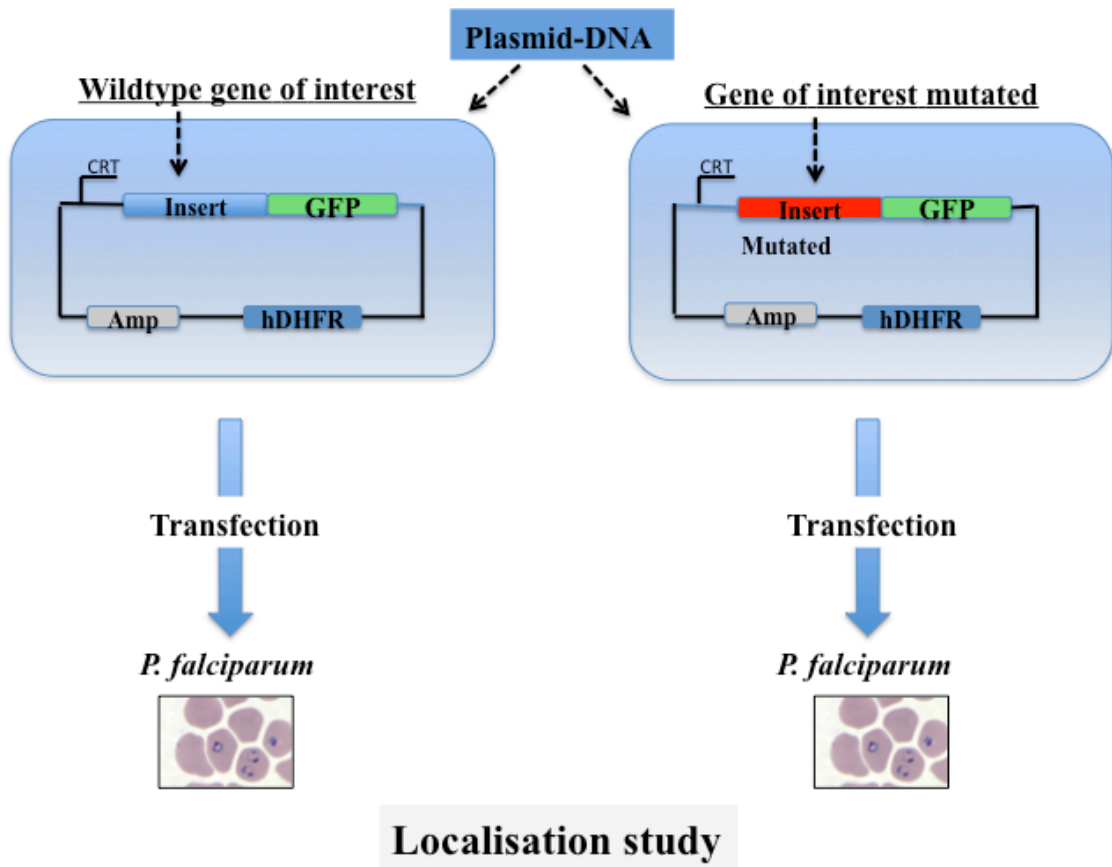 Plasmid-DNA
Wildtype gene of interest
CRT
Insert
GFP
Amp
hDHFR
Transfection
P. falciparum
Gene of interest mutated
CRT
Insert
GFP
Mutated
Amp
hDHFR
Transfection
P. falciparum
Localisation study